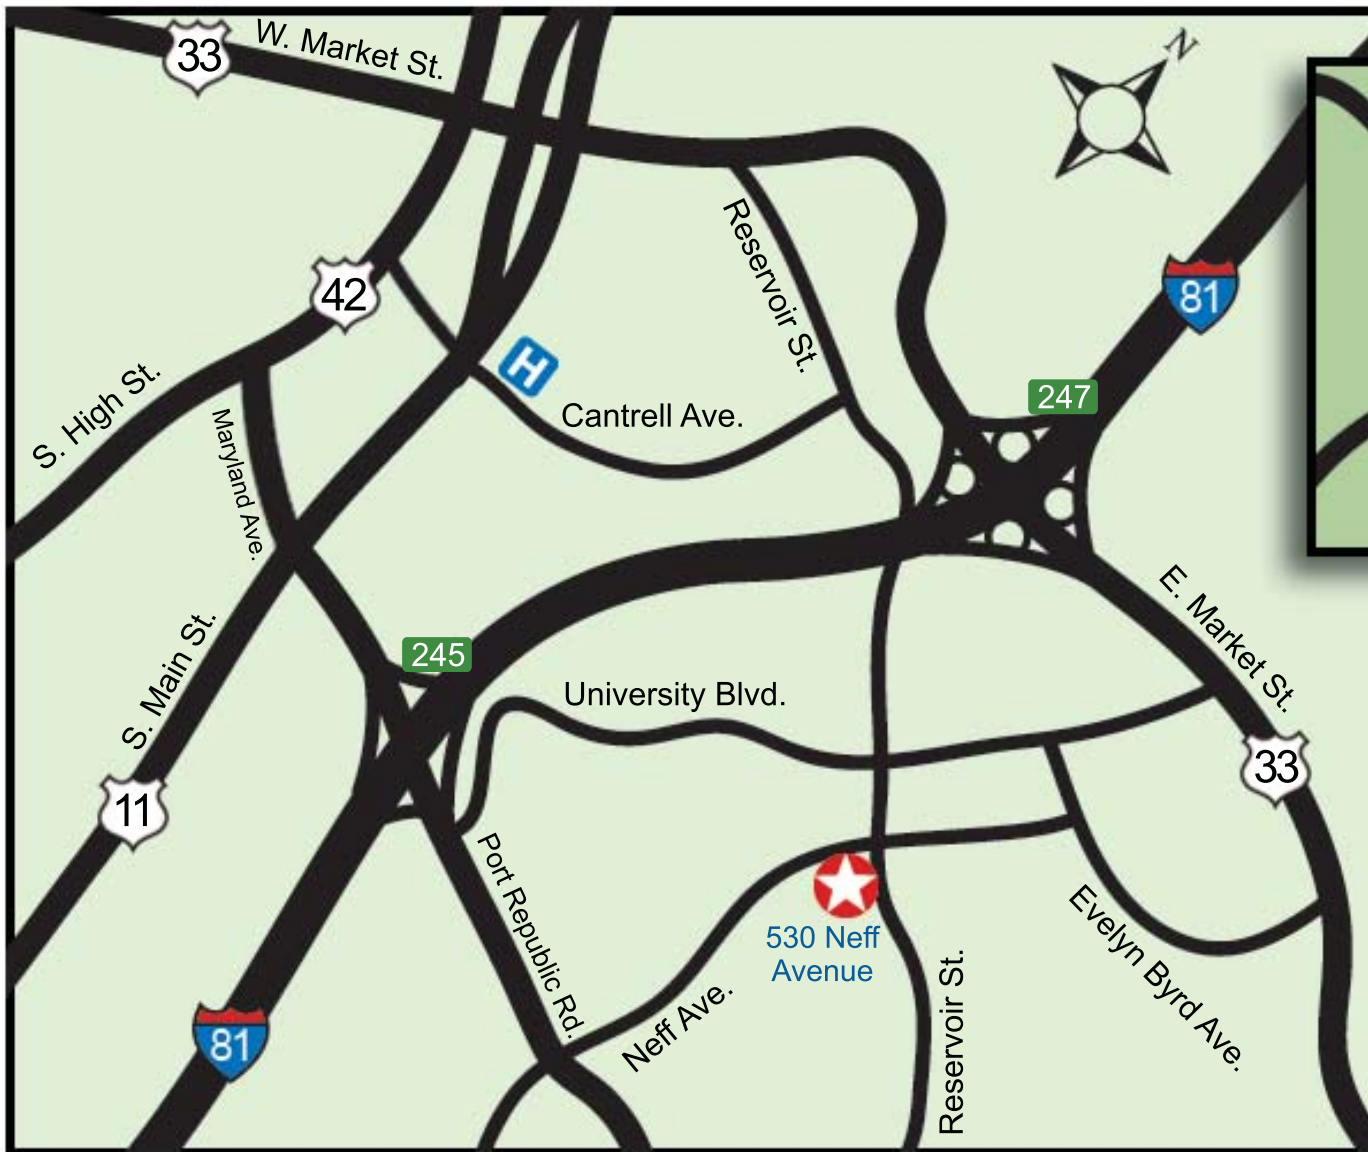 33
W. Market St.
N
Reservoir St.
42
81
S. High St.
Maryland Ave.
H
Cantrell Ave.
247
S. Main St.
245
University Blvd.
E. Market St.
33
11
Port Republic Rd.
530 Neff
Avenue
Evelyn Byrd Ave.
Neff Ave.
Reservoir St.
81